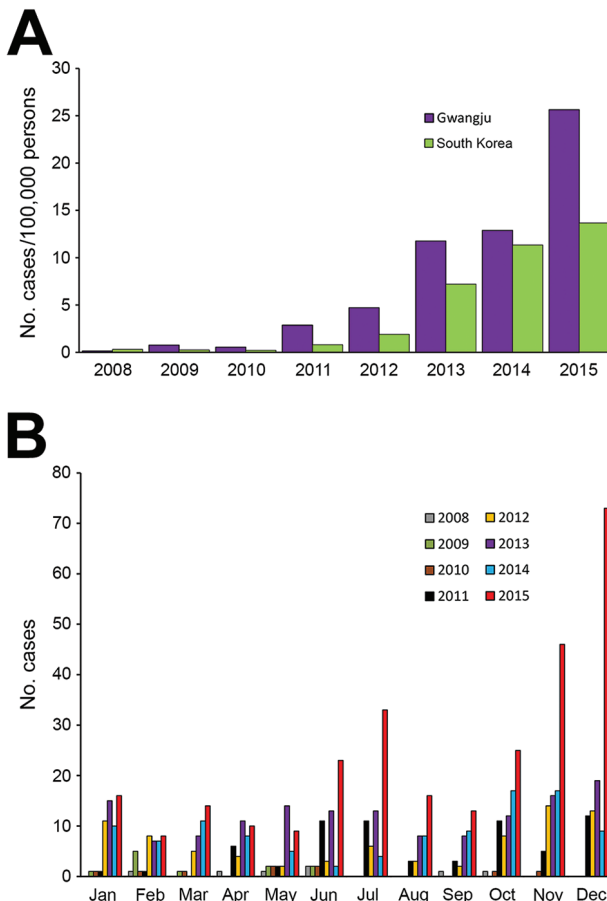 A
No. cases/100,000 persons
30
25
20
15
10
5
0
Gwangju
South Korea
2008 2009 2010 2011 2012 2013 2014 2015
B
No. cases
80
70
60
50
40
30
20
10
0
2008 2012
2009 2013
2010 2014
2011 2015
Jan Feb Mar Apr May Jun Jul Aug Sep Oct Nov Dec